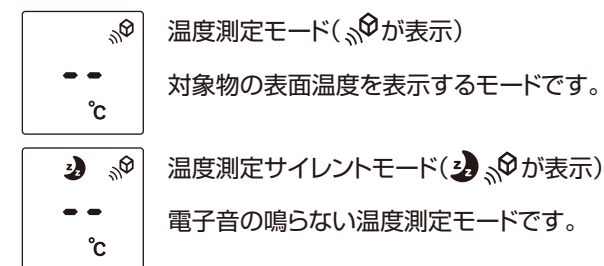 温度測定モード(が表示)
対象物の表面温度を表示するモードです。
-- ℃
温度測定サイレントモード(zzが表示)
電子音の鳴らない温度測定モードです。
zz
-- ℃